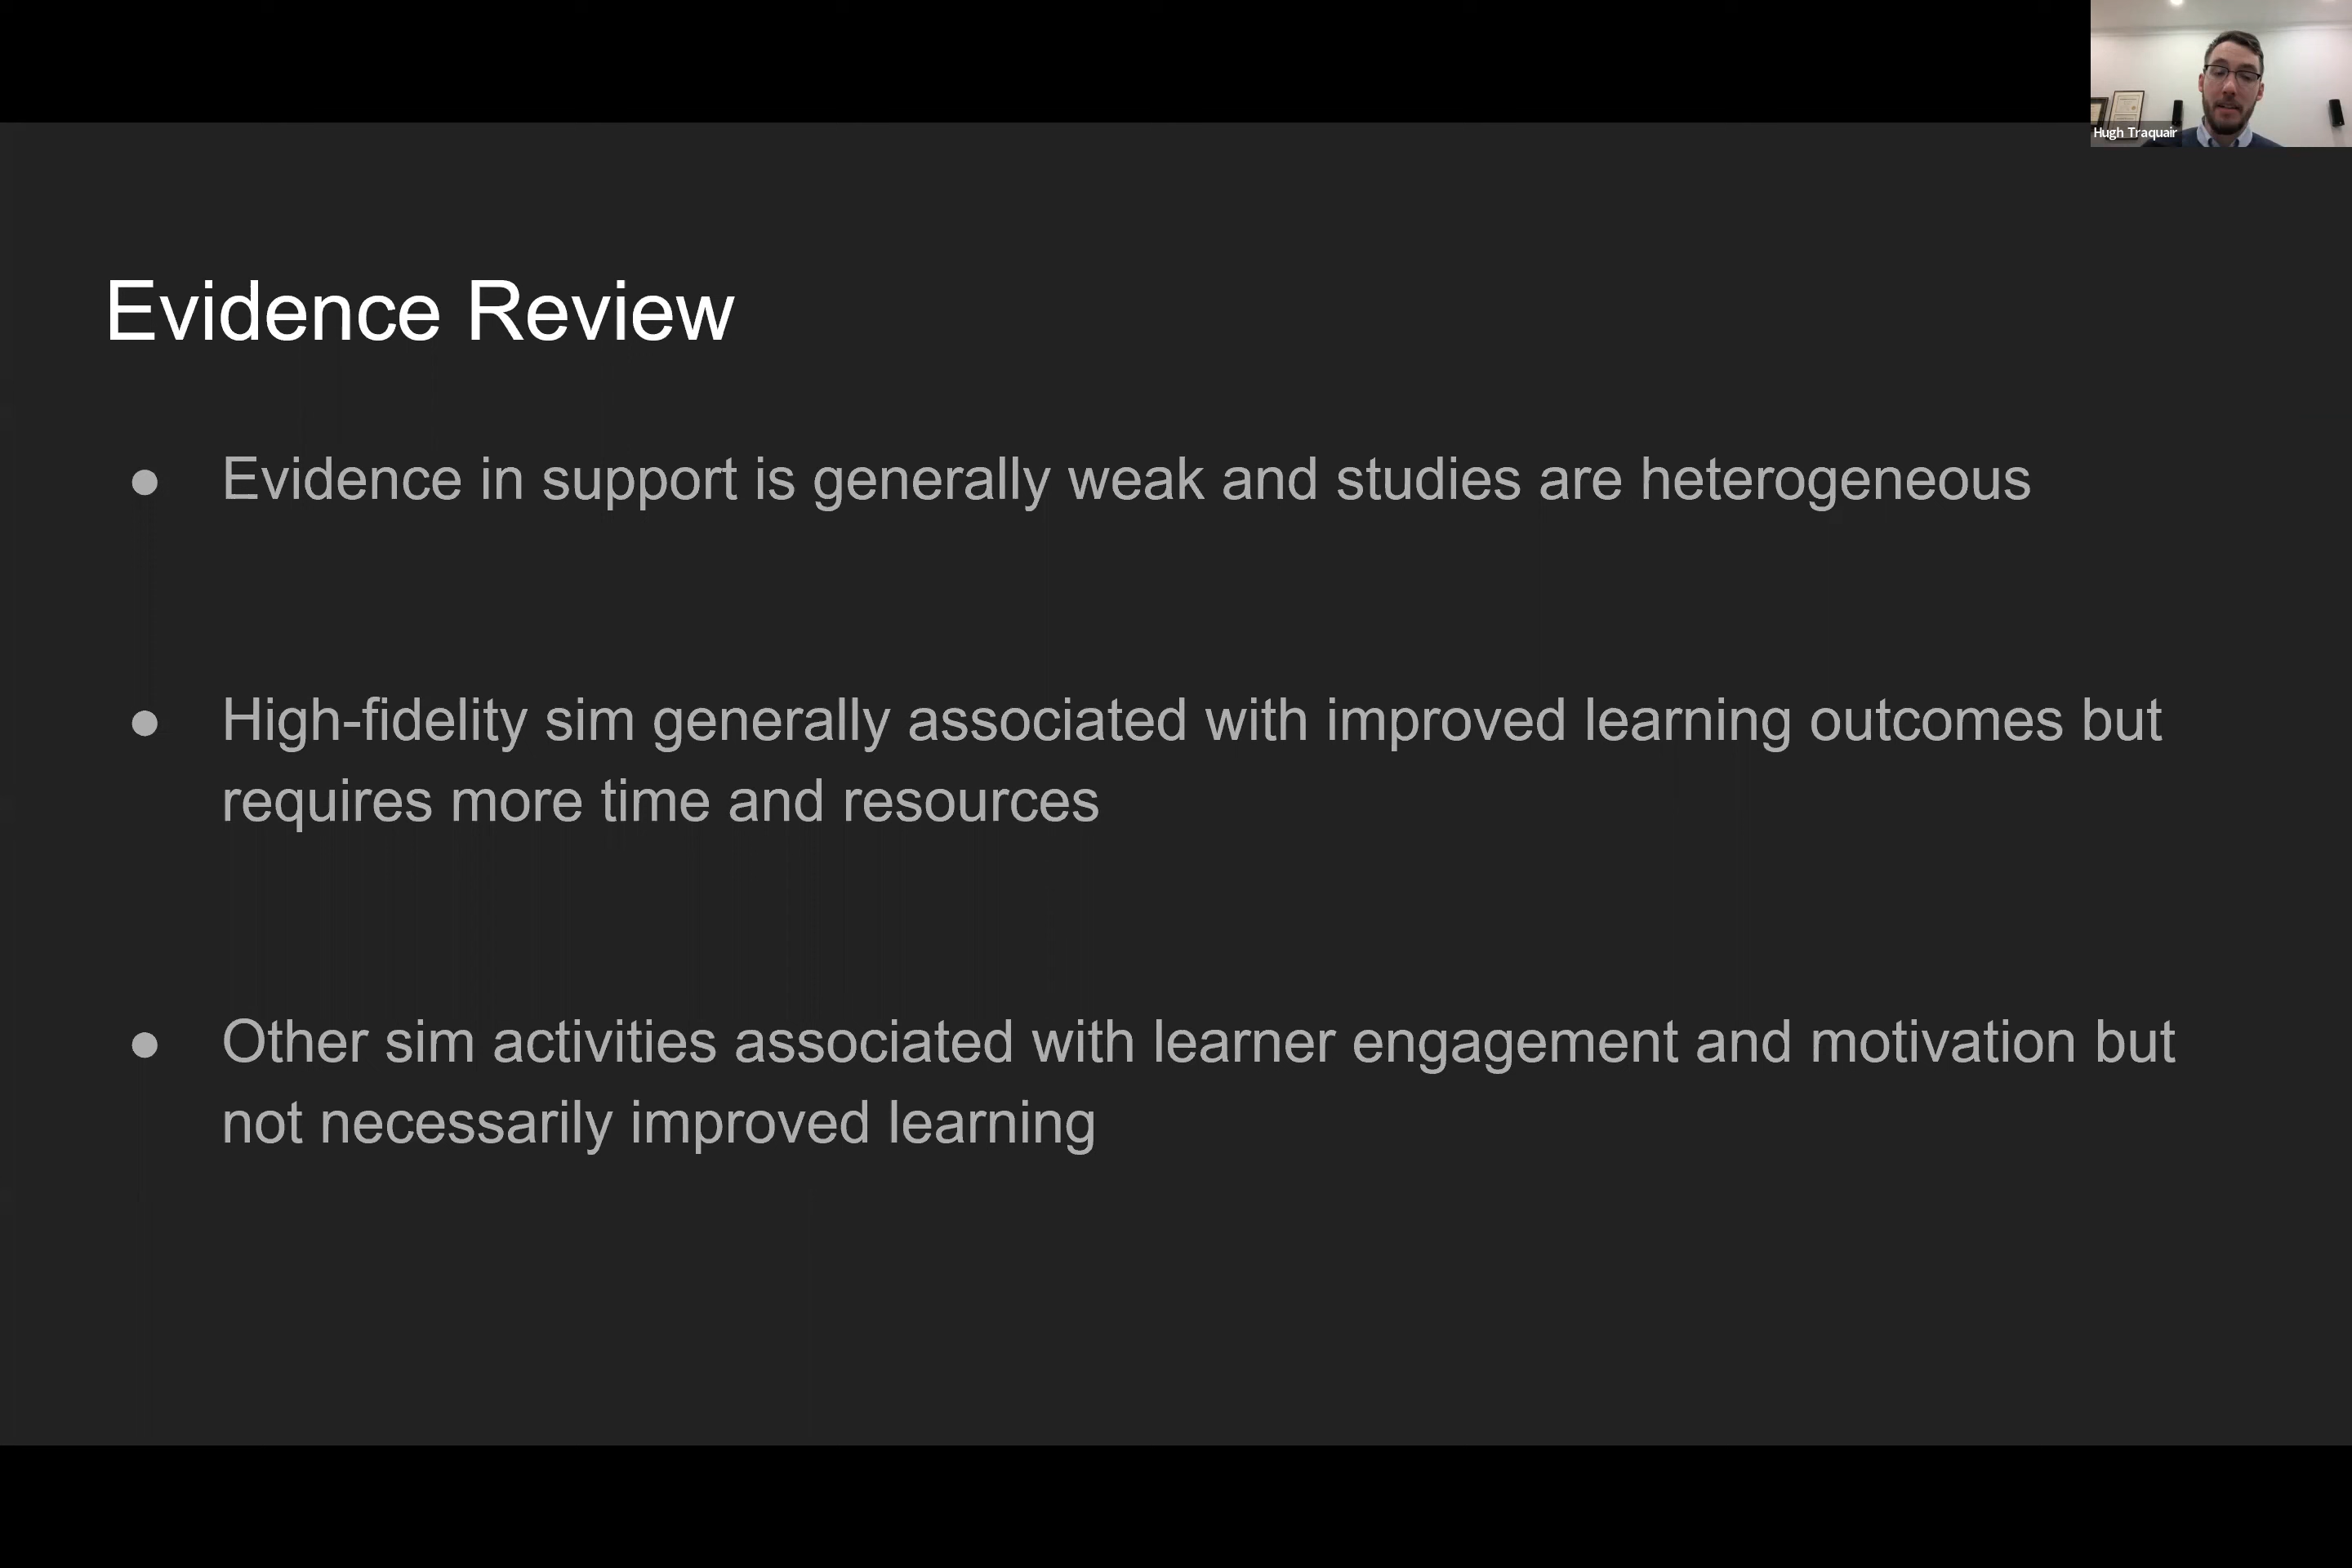 Hugh Traquair
Evidence Review
● Evidence in support is generally weak and studies are heterogeneous
● High-fidelity sim generally associated with improved learning outcomes but
requires more time and resources
● Other sim activities associated with learner engagement and motivation but
not necessarily improved learning